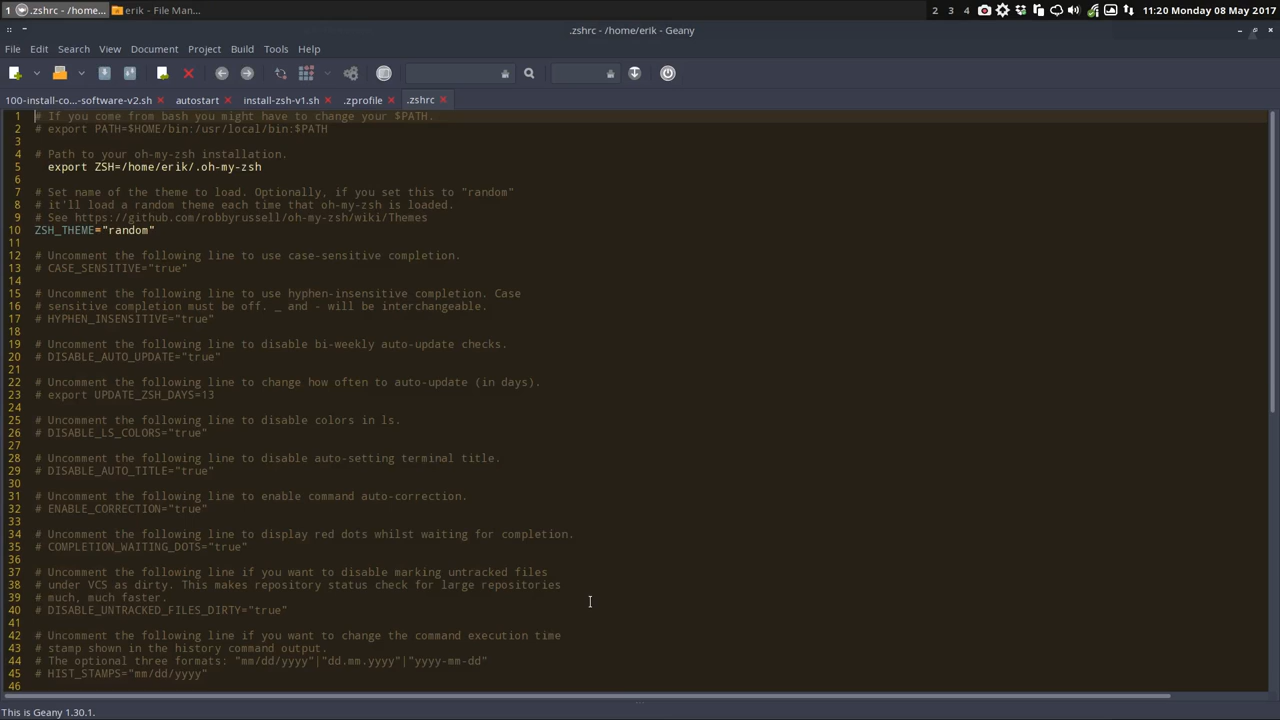 1 .zshrc - /home... erik - File Man... 2 3 4 11:20 Monday 08 May 2017
.zshrc - /home/erik - Geany
File Edit Search View Document Project Build Tools Help
100-install-co...-software-v2.sh autostart install-zsh-v1.sh .zprofile .zshrc
1 # If you come from bash you might have to change your $PATH.
2 # export PATH=$HOME/bin:/usr/local/bin:$PATH
3
4 # Path to your oh-my-zsh installation.
5 export ZSH=/home/erik/.oh-my-zsh
6
7 # Set name of the theme to load. Optionally, if you set this to "random"
8 # it'll load a random theme each time that oh-my-zsh is loaded.
9 # See https://github.com/robbyrussell/oh-my-zsh/wiki/Themes
10 ZSH_THEME="random"
11
12 # Uncomment the following line to use case-sensitive completion.
13 # CASE_SENSITIVE="true"
14
15 # Uncomment the following line to use hyphen-insensitive completion. Case
16 # sensitive completion must be off. _ and - will be interchangeable.
17 # HYPHEN_INSENSITIVE="true"
18
19 # Uncomment the following line to disable bi-weekly auto-update checks.
20 # DISABLE_AUTO_UPDATE="true"
21
22 # Uncomment the following line to change how often to auto-update (in days).
23 # export UPDATE_ZSH_DAYS=13
24
25 # Uncomment the following line to disable colors in ls.
26 # DISABLE_LS_COLORS="true"
27
28 # Uncomment the following line to disable auto-setting terminal title.
29 # DISABLE_AUTO_TITLE="true"
30
31 # Uncomment the following line to enable command auto-correction.
32 # ENABLE_CORRECTION="true"
33
34 # Uncomment the following line to display red dots whilst waiting for completion.
35 # COMPLETION_WAITING_DOTS="true"
36
37 # Uncomment the following line if you want to disable marking untracked files
38 # under VCS as dirty. This makes repository status check for large repositories
39 # much, much faster.
40 # DISABLE_UNTRACKED_FILES_DIRTY="true"
41
42 # Uncomment the following line if you want to change the command execution time
43 # stamp shown in the history command output.
44 # The optional three formats: "mm/dd/yyyy"|"dd.mm.yyyy"|"yyyy-mm-dd"
45 # HIST_STAMPS="mm/dd/yyyy"
46
This is Geany 1.30.1.